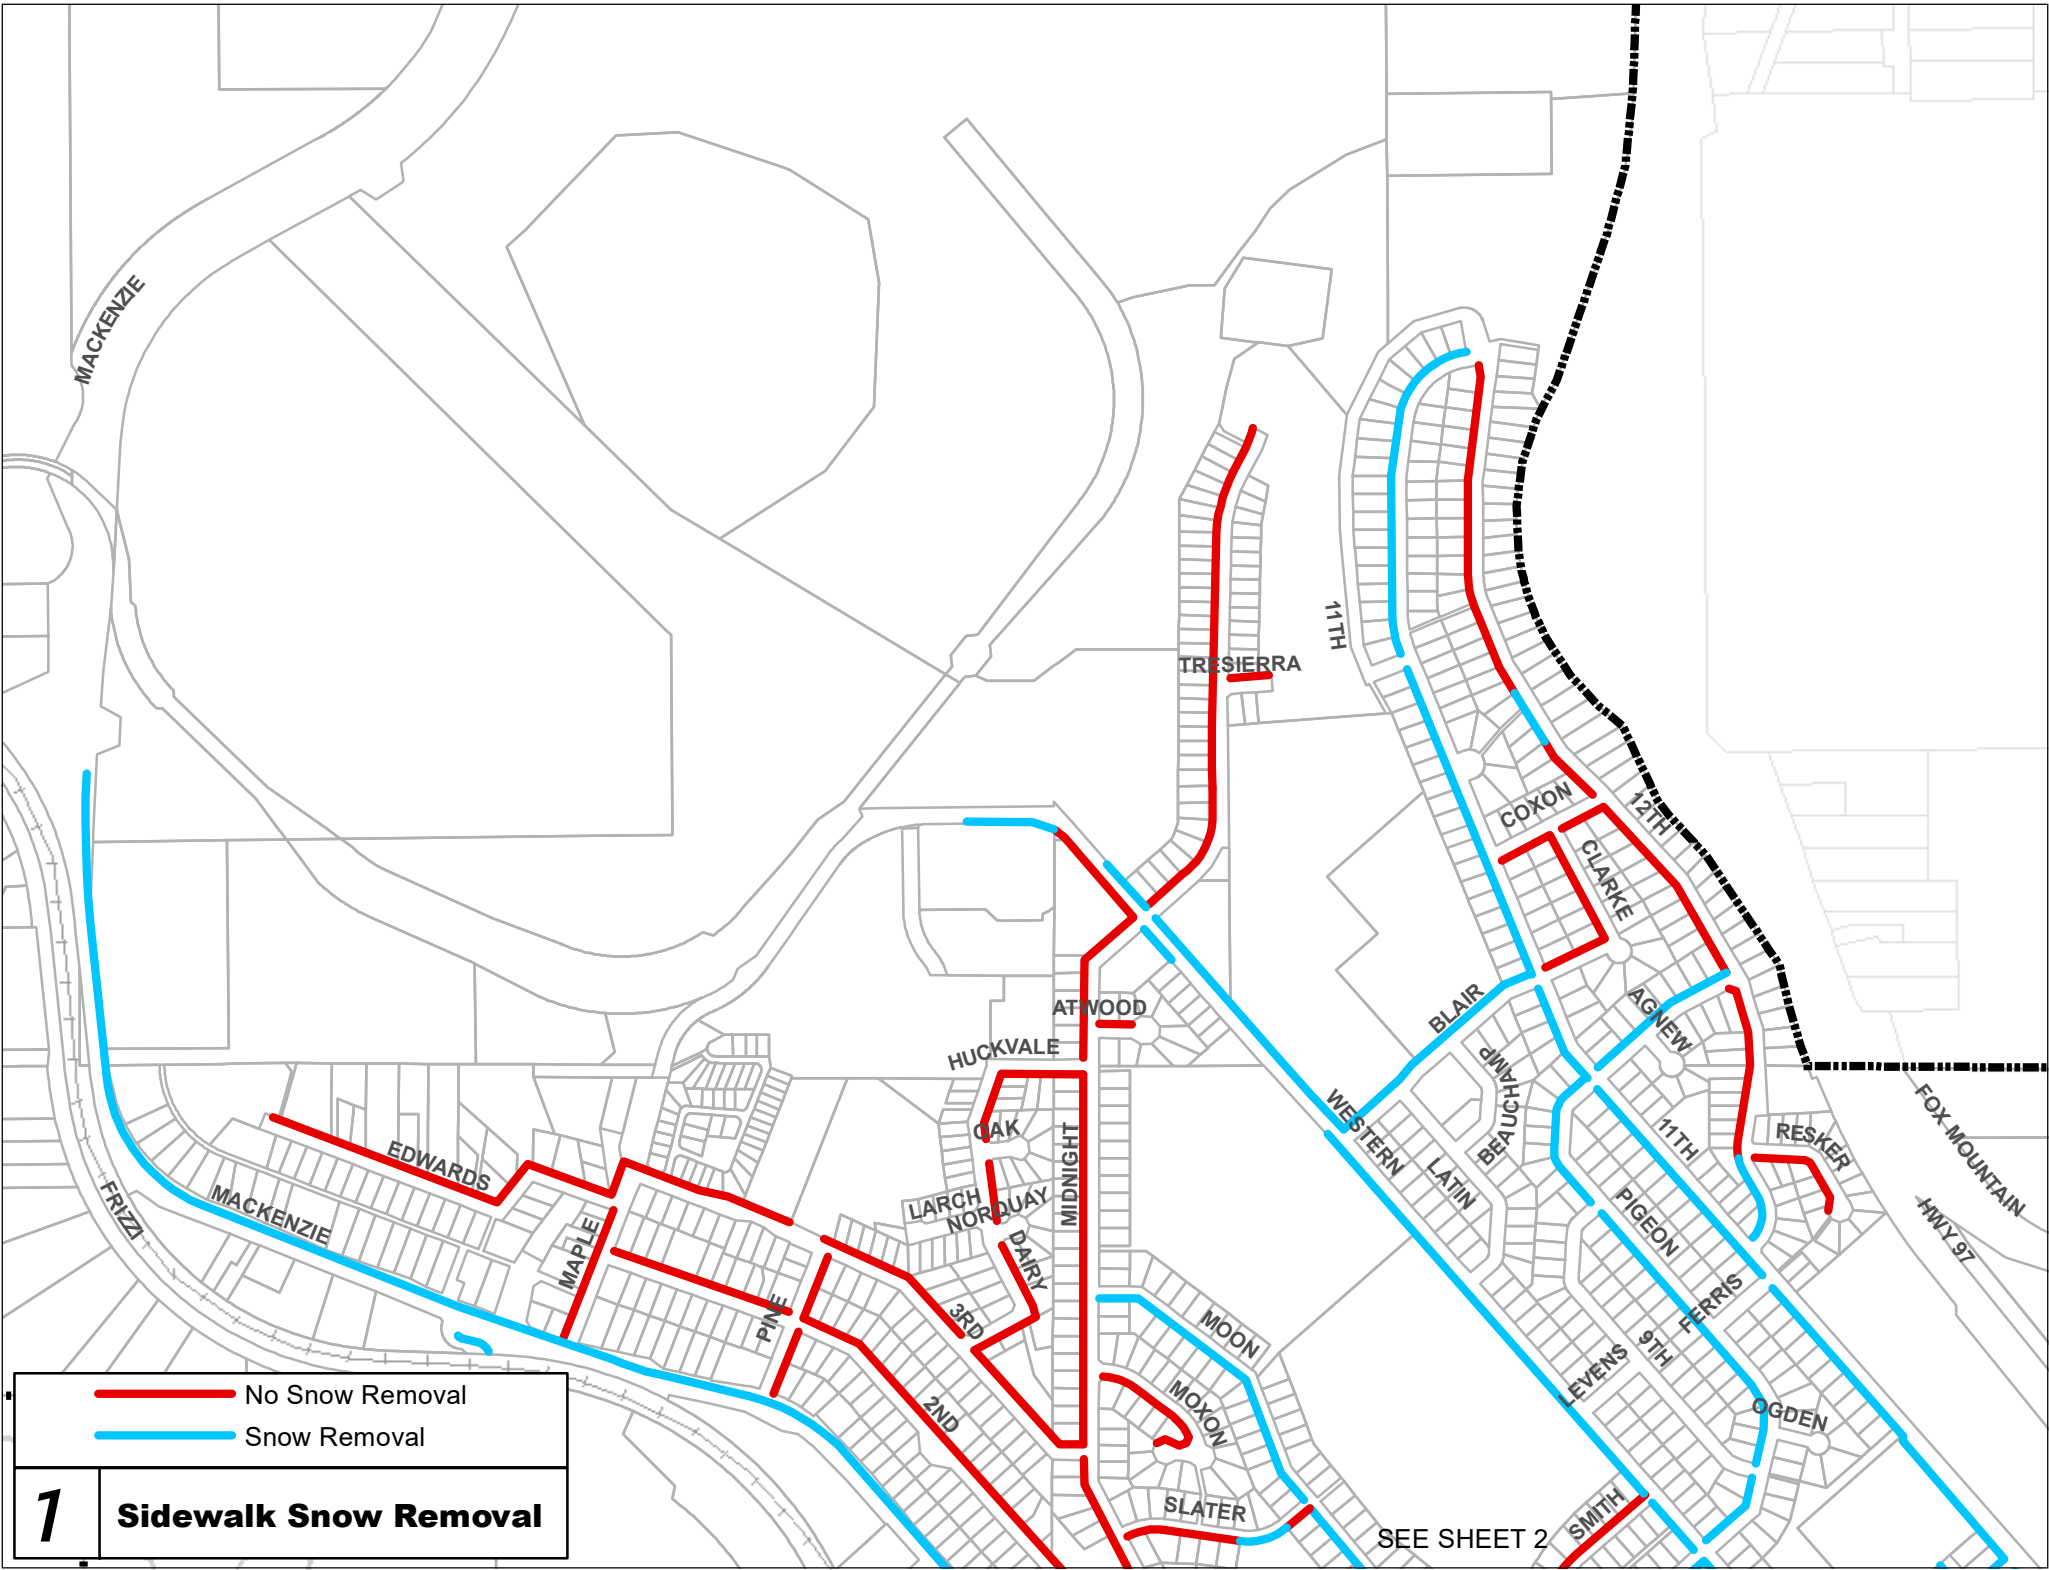 MACKENZIE
11TH
TRESIERRA
COXON
12TH
CLARKE
BLAIR
AGNEW
ATWOOD
HUCKVALE
BEAUCHAMP
WESTERN
OAK
MIDNIGHT
LATIN
11TH
RESKER
FOX MOUNTAIN
HWY 97
EDWARDS
MACKENZIE
FRIZZI
LARCH
NORQUAY
MAPLE
DAIRY
PIGEON
FERRIS
PINE
3RD
MOON
9TH
LEVENS
2ND
MOXON
OGDEN
SLATER
SMITH
SEE SHEET 2
No Snow Removal
Snow Removal
1 Sidewalk Snow Removal